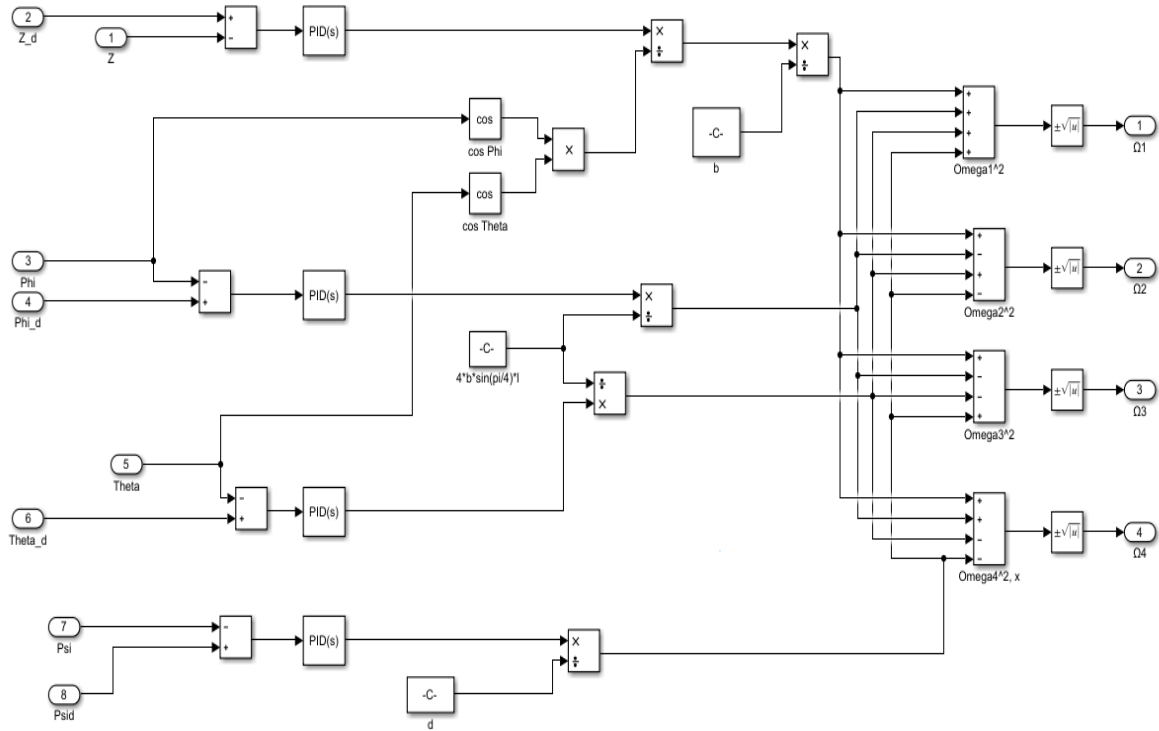 2
Z_d
1
Z
+
−
PID(s)
×
÷
×
÷
-C-
b
cos
cos Phi
cos
cos Theta
×
+
+
+
+
Omega1^2
±√|u|
1
Ω1
3
Phi
4
Phi_d
−
+
PID(s)
×
÷
-C-
4*b*sin(pi/4)*l
÷
×
+
−
+
−
Omega2^2
±√|u|
2
Ω2
+
−
−
+
Omega3^2
±√|u|
3
Ω3
5
Theta
6
Theta_d
−
+
PID(s)
+
+
−
−
Omega4^2, x
±√|u|
4
Ω4
7
Psi
8
Psid
−
+
PID(s)
×
÷
-C-
d